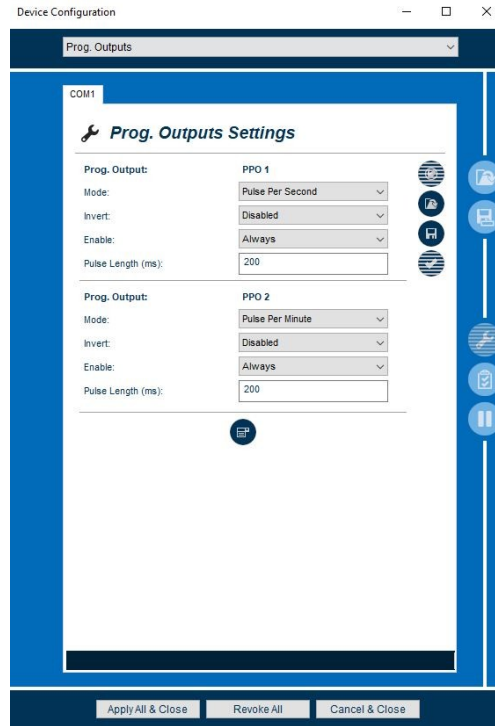 Device Configuration
Prog. Outputs
COM1
Prog. Outputs Settings
Prog. Output: PPO 1
Mode: Pulse Per Second
Invert: Disabled
Enable: Always
Pulse Length (ms): 200
Prog. Output: PPO 2
Mode: Pulse Per Minute
Invert: Disabled
Enable: Always
Pulse Length (ms): 200
Apply All & Close Revoke All Cancel & Close